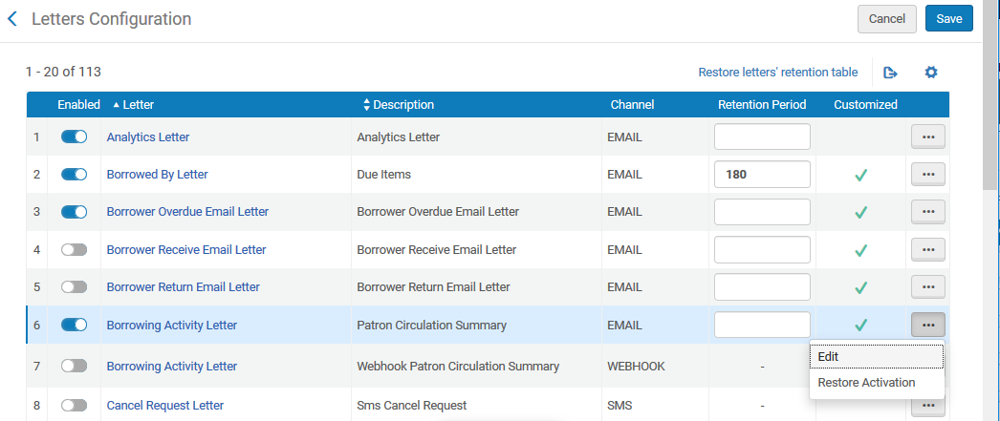 Letters Configuration
Cancel
Save
1 - 20 of 113
Restore letters' retention table
Enabled Letter Description Channel Retention Period Customized
1 Analytics Letter Analytics Letter EMAIL
2 Borrowed By Letter Due Items EMAIL 180
3 Borrower Overdue Email Letter Borrower Overdue Email Letter EMAIL
4 Borrower Receive Email Letter Borrower Receive Email Letter EMAIL
5 Borrower Return Email Letter Borrower Return Email Letter EMAIL
6 Borrowing Activity Letter Patron Circulation Summary EMAIL
Edit
7 Borrowing Activity Letter Webhook Patron Circulation Summary WEBHOOK -
Restore Activation
8 Cancel Request Letter Sms Cancel Request SMS -